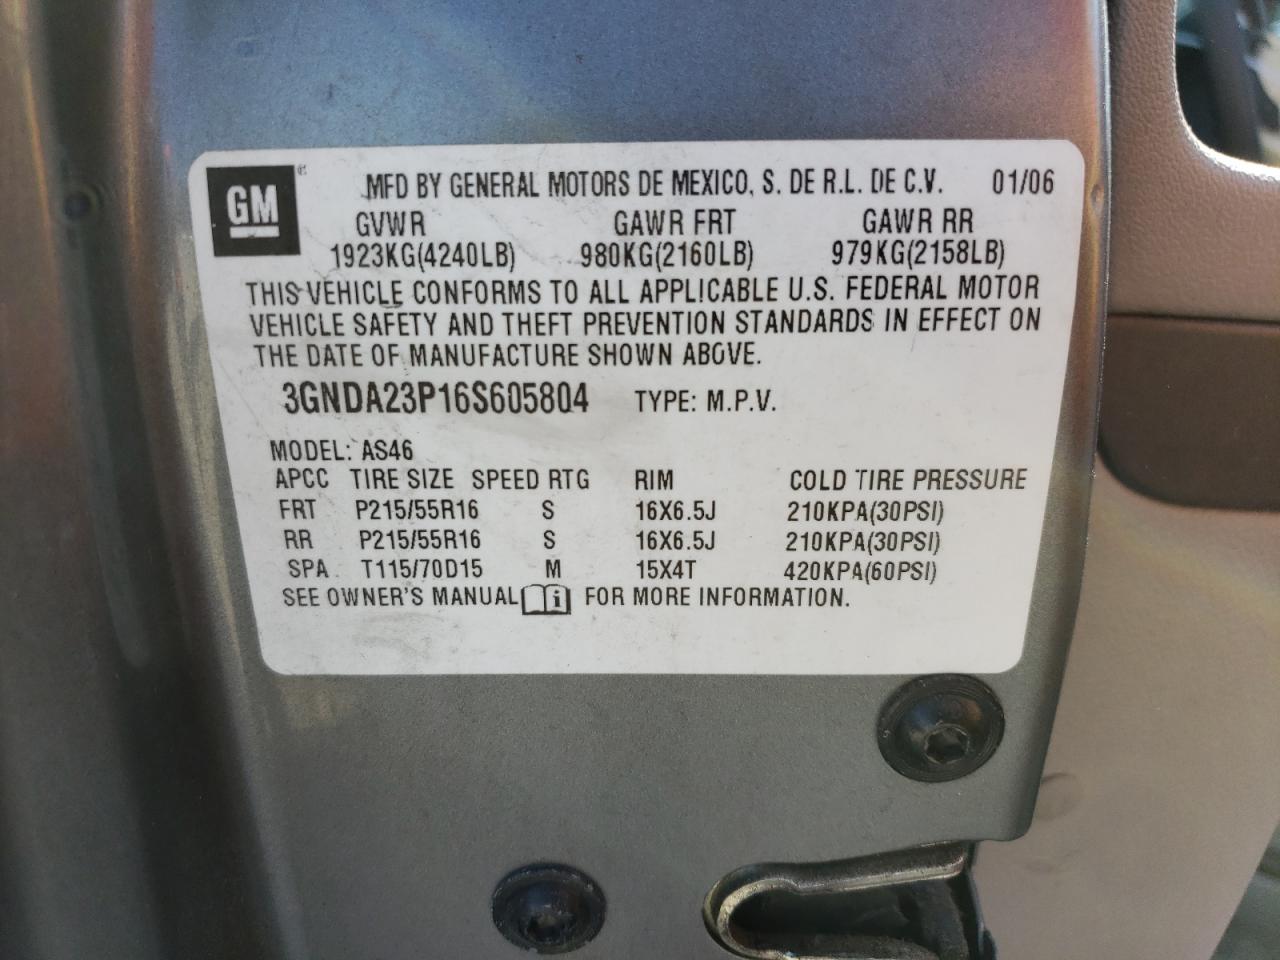 GM
MFD BY GENERAL MOTORS DE MEXICO, S. DE R.L. DE C.V. 01/06
GVWR GAWR FRT GAWR RR
1923KG(4240LB) 980KG(2160LB) 979KG(2158LB)
THIS VEHICLE CONFORMS TO ALL APPLICABLE U.S. FEDERAL MOTOR
VEHICLE SAFETY AND THEFT PREVENTION STANDARDS IN EFFECT ON
THE DATE OF MANUFACTURE SHOWN ABOVE.
3GNDA23P16S605804 TYPE: M.P.V.
MODEL: AS46
APCC TIRE SIZE SPEED RTG RIM COLD TIRE PRESSURE
FRT P215/55R16 S 16X6.5J 210KPA(30PSI)
RR P215/55R16 S 16X6.5J 210KPA(30PSI)
SPA T115/70D15 M 15X4T 420KPA(60PSI)
SEE OWNER'S MANUAL i FOR MORE INFORMATION.